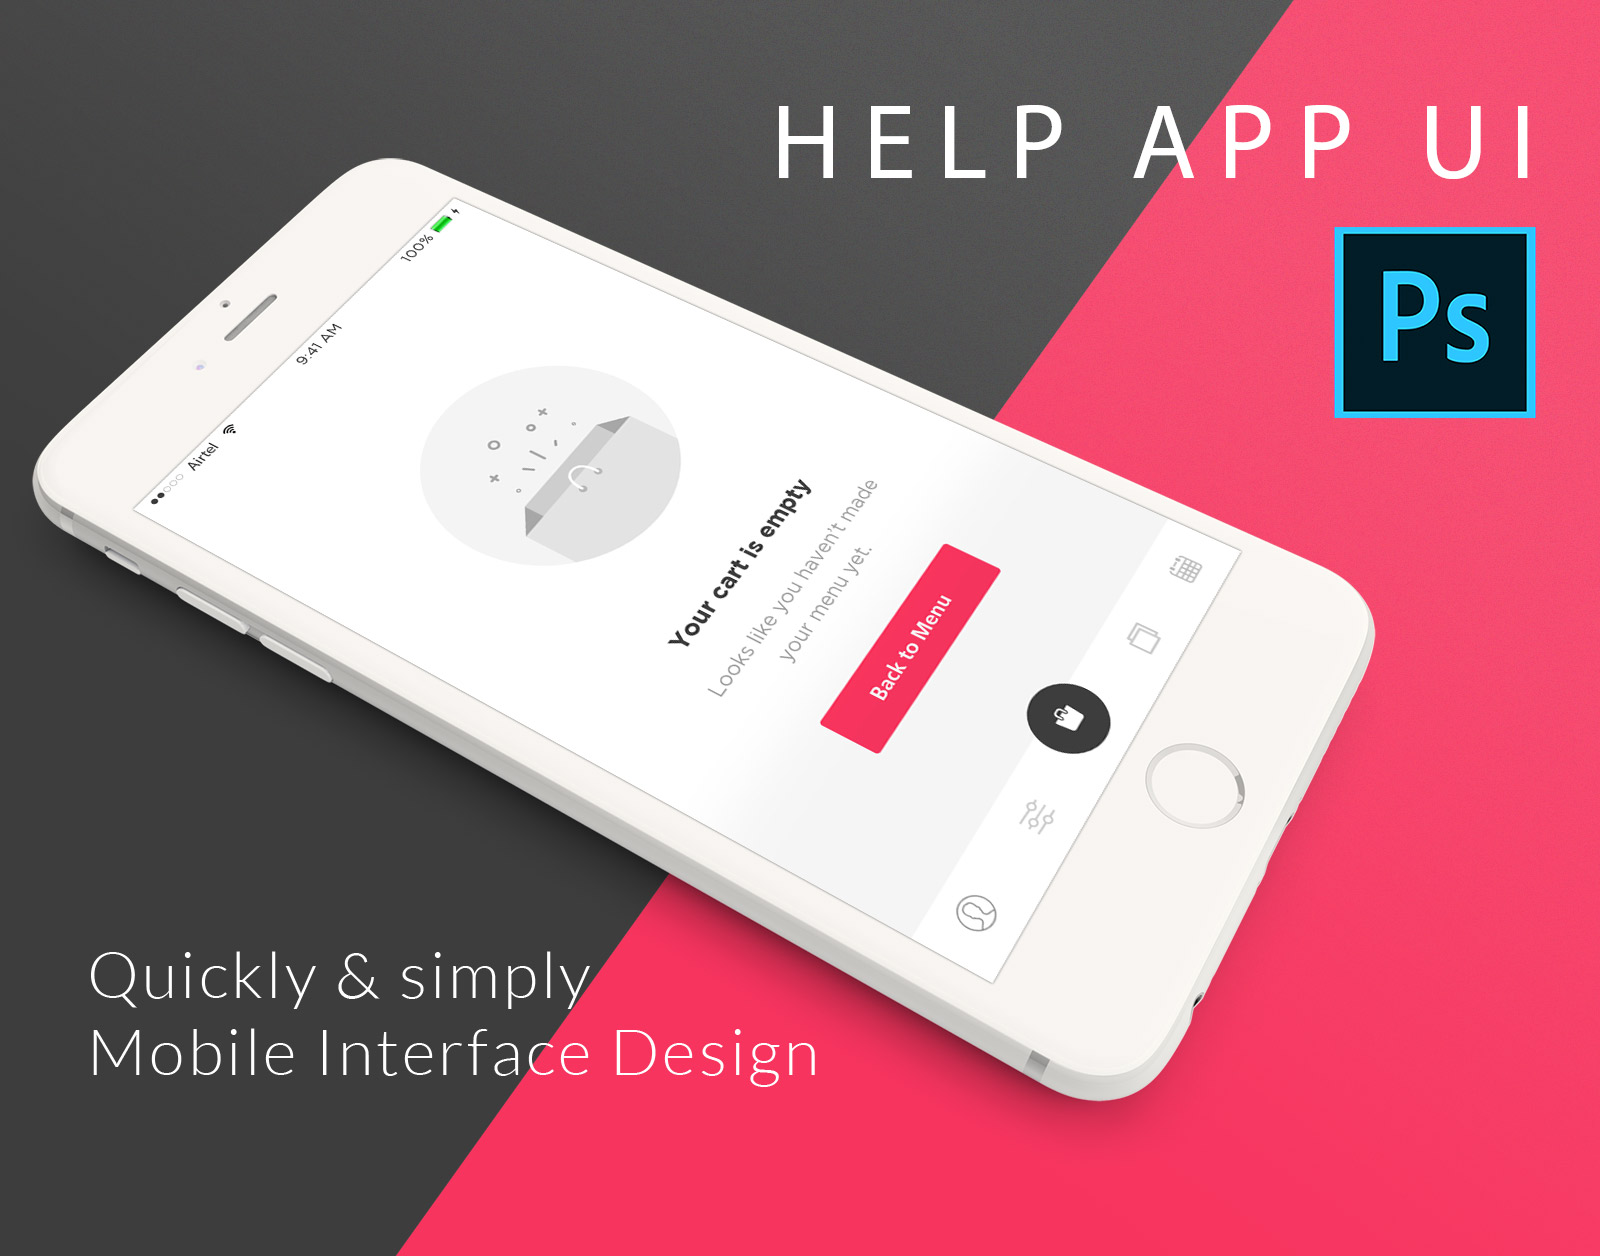 HELP APP UI
Ps
100%
9:41 AM
Airtel
Your cart is empty
Looks like you haven't made
your menu yet.
Back to Menu
Quickly & simply
Mobile Interface Design